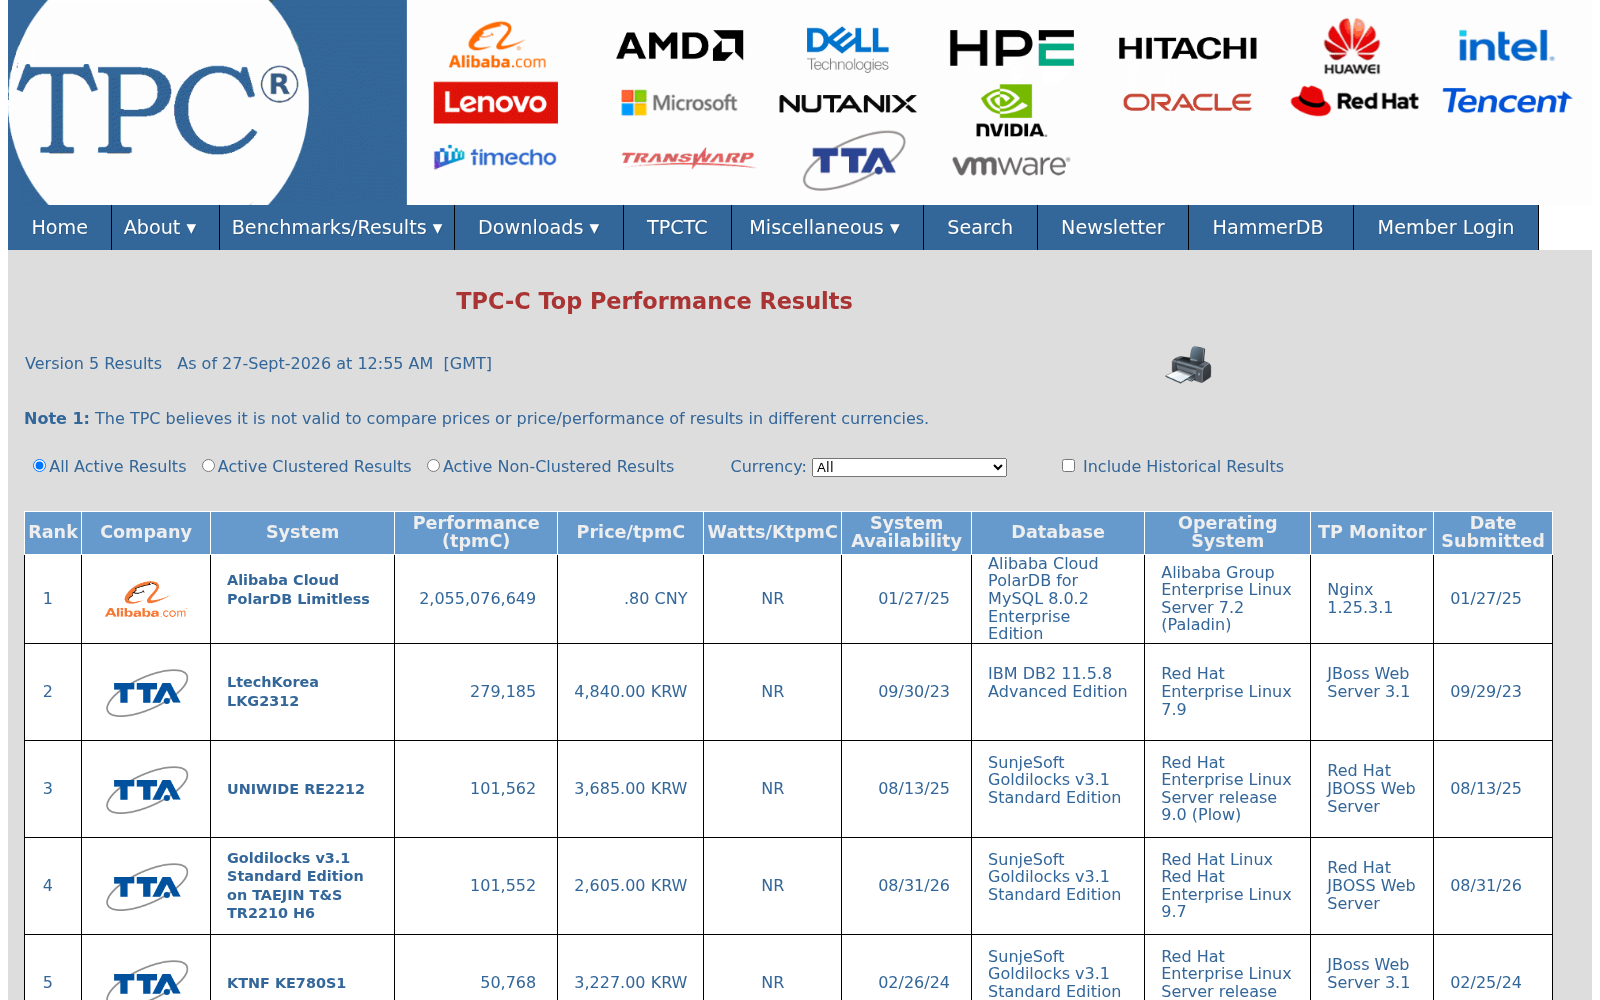 TPC®
Alibaba.com AMD DELL Technologies HPE HITACHI HUAWEI intel.
Lenovo Microsoft NUTANIX NVIDIA. ORACLE Red Hat Tencent
timecho TRANSWARP TTA vmware®
Home About ▾ Benchmarks/Results ▾ Downloads ▾ TPCTC Miscellaneous ▾ Search Newsletter HammerDB Member Login
TPC-C Top Performance Results
Version 5 Results As of 27-Sept-2026 at 12:55 AM [GMT]
Note 1: The TPC believes it is not valid to compare prices or price/performance of results in different currencies.
All Active Results Active Clustered Results Active Non-Clustered Results Currency: All Include Historical Results
Rank
Company
System
Performance
(tpmC)
Price/tpmC
Watts/KtpmC
System
Availability
Database
Operating
System
TP Monitor
Date
Submitted
1
Alibaba.com
Alibaba Cloud
PolarDB Limitless
2,055,076,649
.80 CNY
NR
01/27/25
Alibaba Cloud
PolarDB for
MySQL 8.0.2
Enterprise
Edition
Alibaba Group
Enterprise Linux
Server 7.2
(Paladin)
Nginx
1.25.3.1
01/27/25
2
TTA
LtechKorea
LKG2312
279,185
4,840.00 KRW
NR
09/30/23
IBM DB2 11.5.8
Advanced Edition
Red Hat
Enterprise Linux
7.9
JBoss Web
Server 3.1
09/29/23
3
TTA
UNIWIDE RE2212
101,562
3,685.00 KRW
NR
08/13/25
SunjeSoft
Goldilocks v3.1
Standard Edition
Red Hat
Enterprise Linux
Server release
9.0 (Plow)
Red Hat
JBOSS Web
Server
08/13/25
4
TTA
Goldilocks v3.1
Standard Edition
on TAEJIN T&S
TR2210 H6
101,552
2,605.00 KRW
NR
08/31/26
SunjeSoft
Goldilocks v3.1
Standard Edition
Red Hat Linux
Red Hat
Enterprise Linux
9.7
Red Hat
JBOSS Web
Server
08/31/26
5
TTA
KTNF KE780S1
50,768
3,227.00 KRW
NR
02/26/24
SunjeSoft
Goldilocks v3.1
Standard Edition
Red Hat
Enterprise Linux
Server release
JBoss Web
Server 3.1
02/25/24